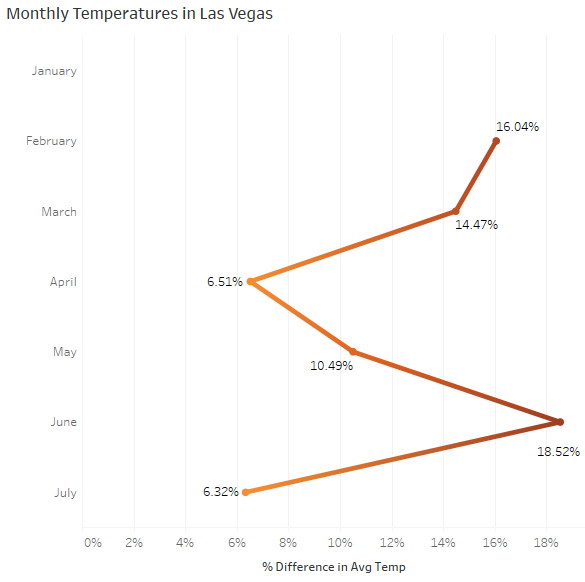 Monthly Temperatures in Las Vegas
January
February
16.04%
March
14.47%
April
6.51%
May
10.49%
June
18.52%
July
6.32%
0% 2% 4% 6% 8% 10% 12% 14% 16% 18%
% Difference in Avg Temp